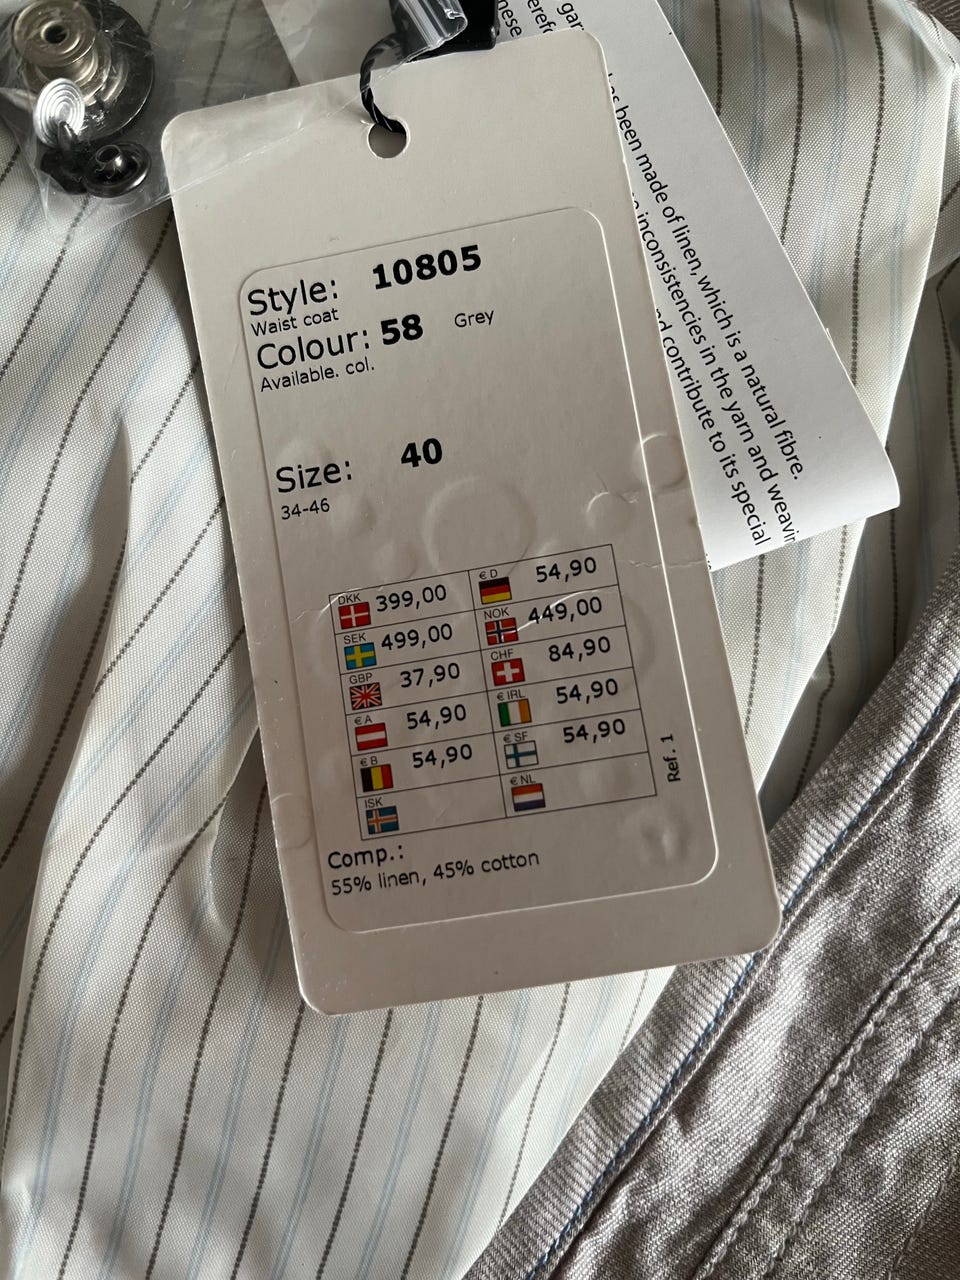 Style: 10805
Waist coat
Colour: 58 Grey
Available. col.
Size: 40
34-46
DKK 399,00
€ D 54,90
SEK 499,00
NOK 449,00
GBP 37,90
CHF 84,90
€ A 54,90
€ IRL 54,90
€ B 54,90
€ SF 54,90
ISK
€ NL
Ref. 1
Comp.:
55% linen, 45% cotton
been made of linen, which is a natural fibre.
inconsistencies in the yarn and
contribute to its special